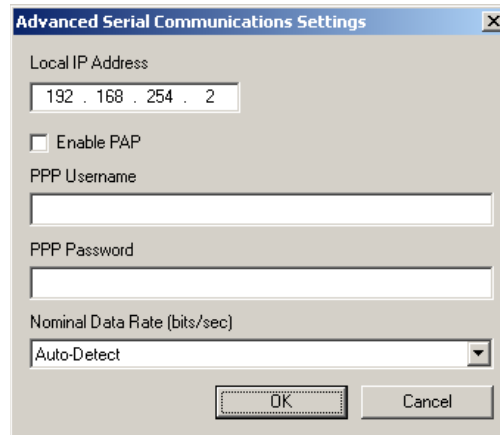 Advanced Serial Communications Settings
Local IP Address
192 . 168 . 254 . 2
Enable PAP
PPP Username
PPP Password
Nominal Data Rate (bits/sec)
Auto-Detect
OK Cancel